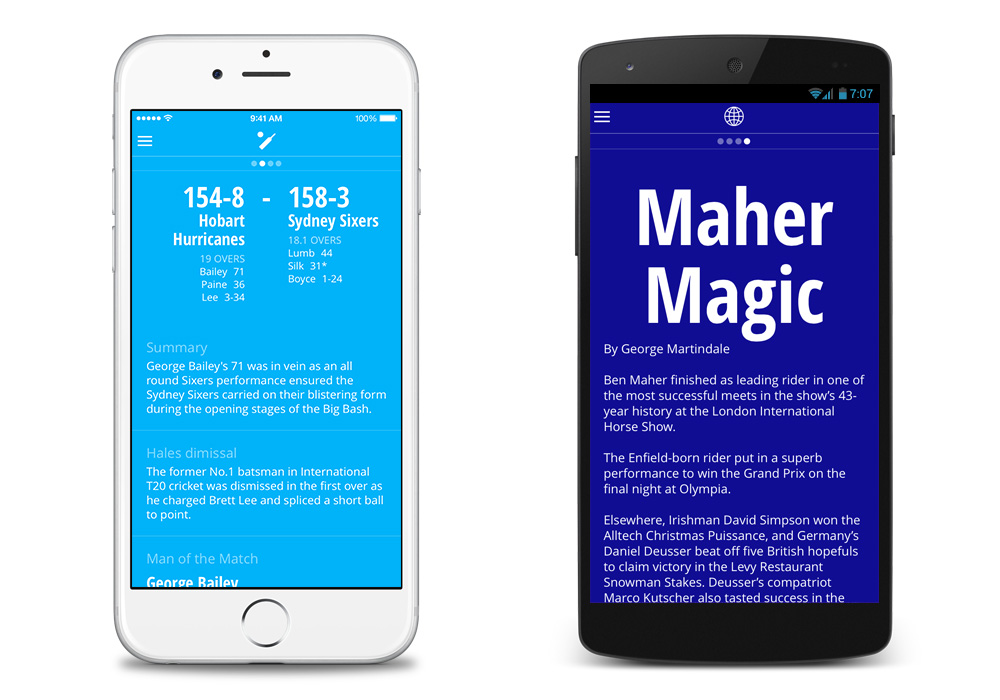 9:41 AM
100%
154-8 - 158-3
Hobart
Hurricanes
19 OVERS
Bailey 71
Paine 36
Lee 3-34
Sydney Sixers
18.1 OVERS
Lumb 44
Silk 31*
Boyce 1-24
Summary
George Bailey's 71 was in vein as an all
round Sixers performance ensured the
Sydney Sixers carried on their blistering form
during the opening stages of the Big Bash.
Hales dimissal
The former No.1 batsman in International
T20 cricket was dismissed in the first over as
he charged Brett Lee and spliced a short ball
to point.
Man of the Match
George Bailey
7:07
Maher
Magic
By George Martindale
Ben Maher finished as leading rider in one of
the most successful meets in the show's 43-
year history at the London International
Horse Show.
The Enfield-born rider put in a superb
performance to win the Grand Prix on the
final night at Olympia.
Elsewhere, Irishman David Simpson won the
Alltech Christmas Puissance, and Germany's
Daniel Deusser beat off five British hopefuls
to claim victory in the Levy Restaurant
Snowman Stakes. Deusser's compatriot
Marco Kutscher also tasted success in the